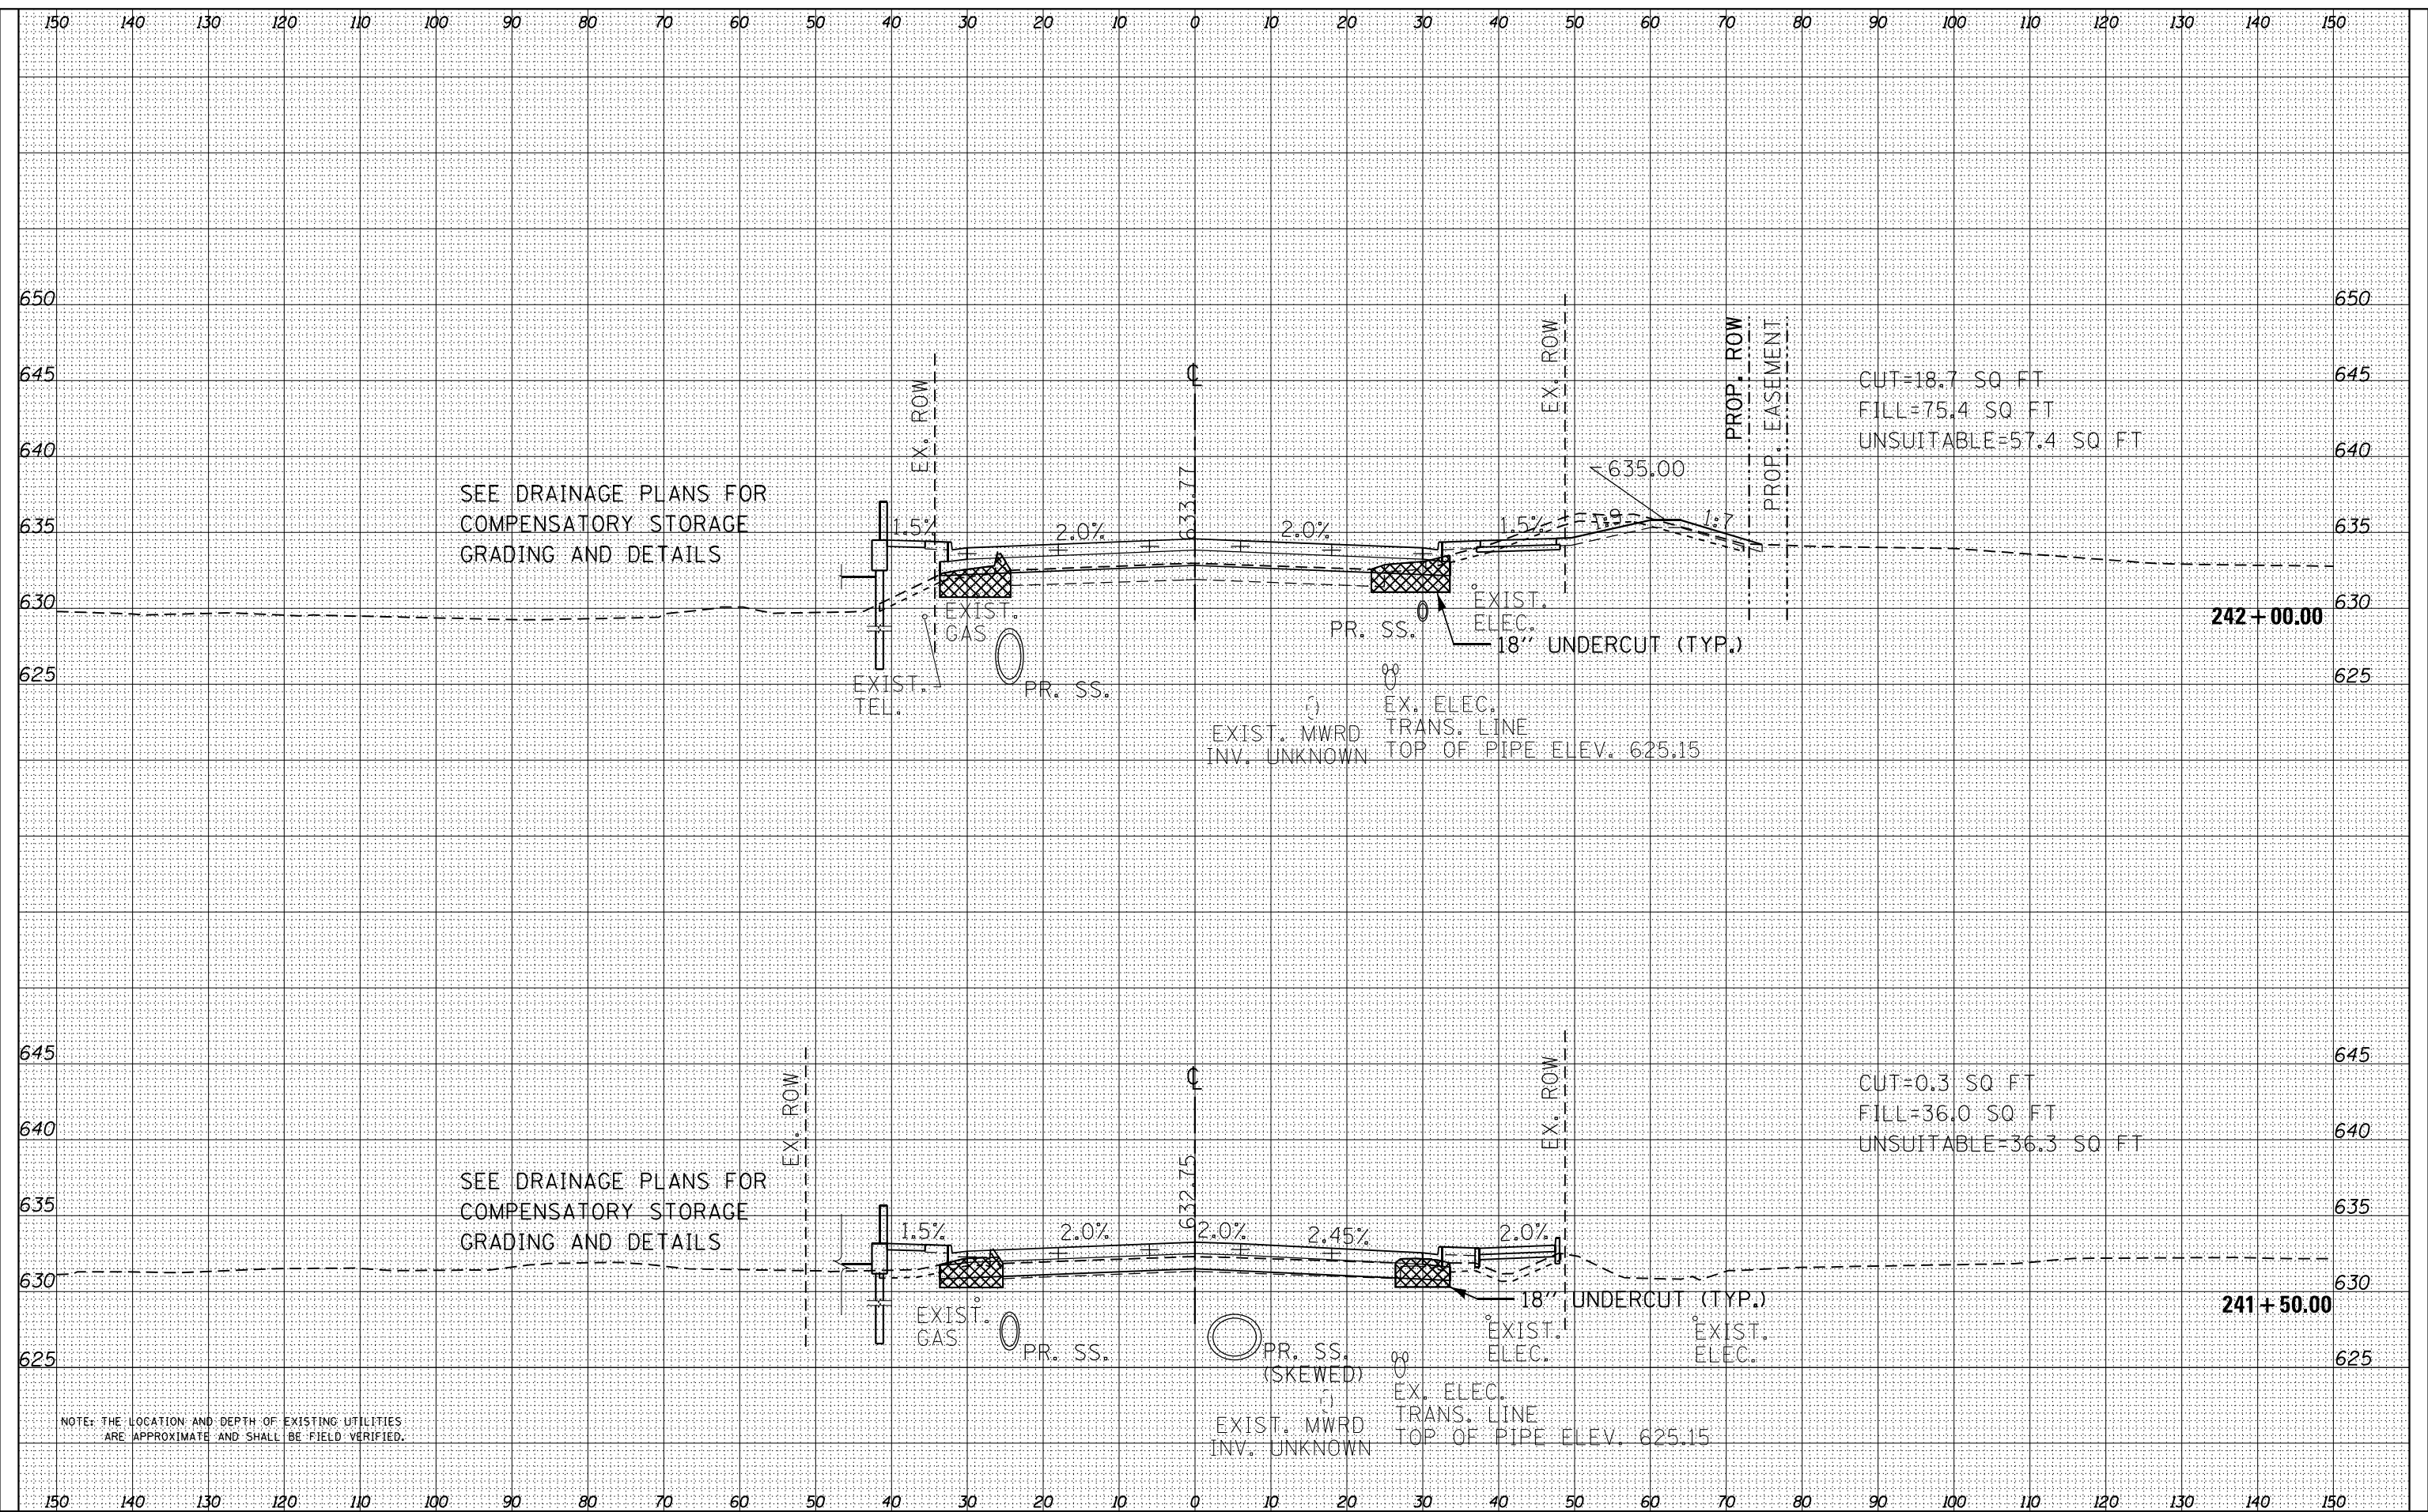 150 140 130 120 110 100 90 80 70 60 50 40 30 20 10 0 10 20 30 40 50 60 70 80 90 100 110 120 130 140 150
650 650
645 645
640 640
635 635
630 630
625 625
EX. ROW
℄
EX. ROW
PROP. ROW
PROP. EASEMENT
CUT=18.7 SQ FT
FILL=75.4 SQ FT
UNSUITABLE=57.4 SQ FT
635.00
633.77
SEE DRAINAGE PLANS FOR
COMPENSATORY STORAGE
GRADING AND DETAILS
1.5% 2.0% 2.0% 1.5% 1:9 1:7
EXIST.
GAS
EXIST.
TEL.
PR. SS.
PR. SS.
EXIST.
ELEC.
18" UNDERCUT (TYP.)
242+00.00
EXIST. MWRD
INV. UNKNOWN
EX. ELEC.
TRANS. LINE
TOP OF PIPE ELEV. 625.15
645 645
640 640
635 635
630 630
625 625
EX. ROW
℄
EX. ROW
CUT=0.3 SQ FT
FILL=36.0 SQ FT
UNSUITABLE=36.3 SQ FT
632.75
SEE DRAINAGE PLANS FOR
COMPENSATORY STORAGE
GRADING AND DETAILS
1.5% 2.0% 2.0% 2.45% 2.0%
18" UNDERCUT (TYP.)
241+50.00
EXIST.
GAS
PR. SS.
PR. SS.
(SKEWED)
EXIST.
ELEC.
EXIST.
ELEC.
EXIST. MWRD
INV. UNKNOWN
EX. ELEC.
TRANS. LINE
TOP OF PIPE ELEV. 625.15
NOTE: THE LOCATION AND DEPTH OF EXISTING UTILITIES
ARE APPROXIMATE AND SHALL BE FIELD VERIFIED.
150 140 130 120 110 100 90 80 70 60 50 40 30 20 10 0 10 20 30 40 50 60 70 80 90 100 110 120 130 140 150